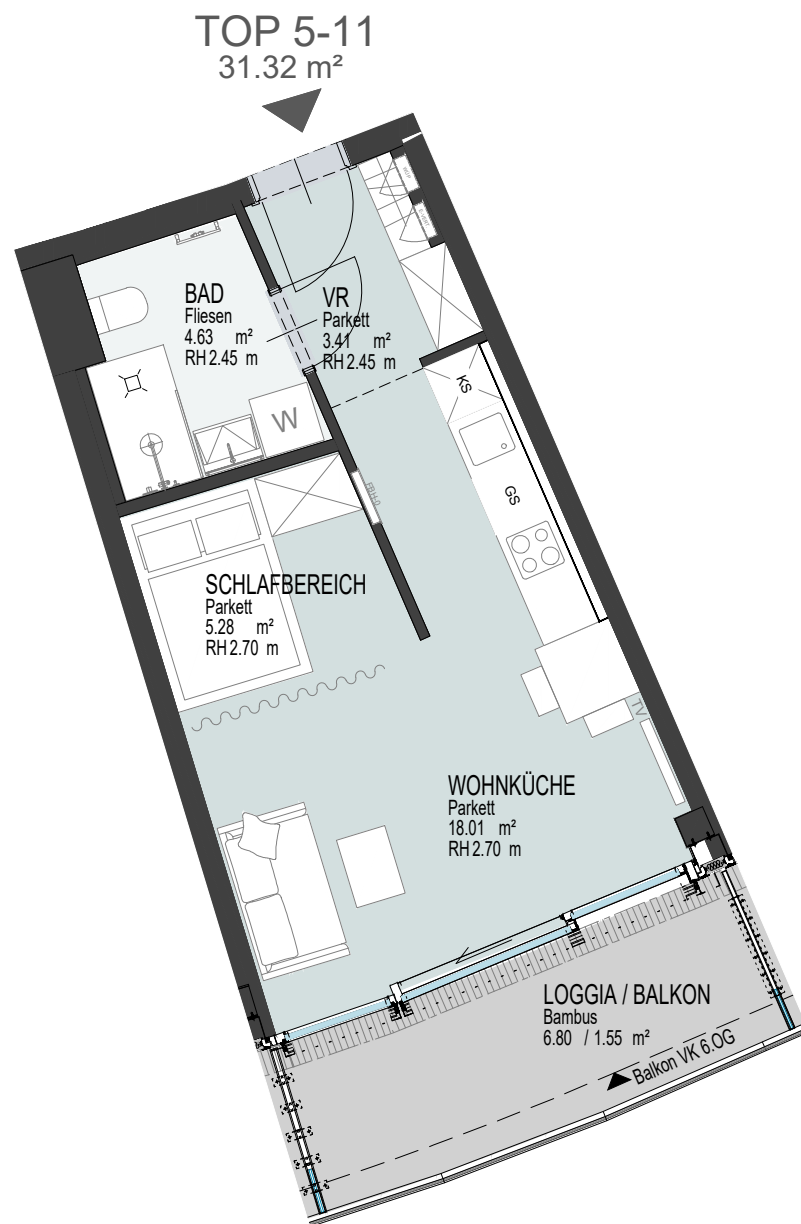 TOP 5-11
31.32 m²
BAD
Fliesen
4.63 m²
RH 2.45 m
VR
Parkett
3.41 m²
RH 2.45 m
W
KS
GS
SCHLAFBEREICH
Parkett
5.28 m²
RH 2.70 m
TV
WOHNKÜCHE
Parkett
18.01 m²
RH 2.70 m
LOGGIA / BALKON
Bambus
6.80 / 1.55 m²
Balkon VK 6.OG